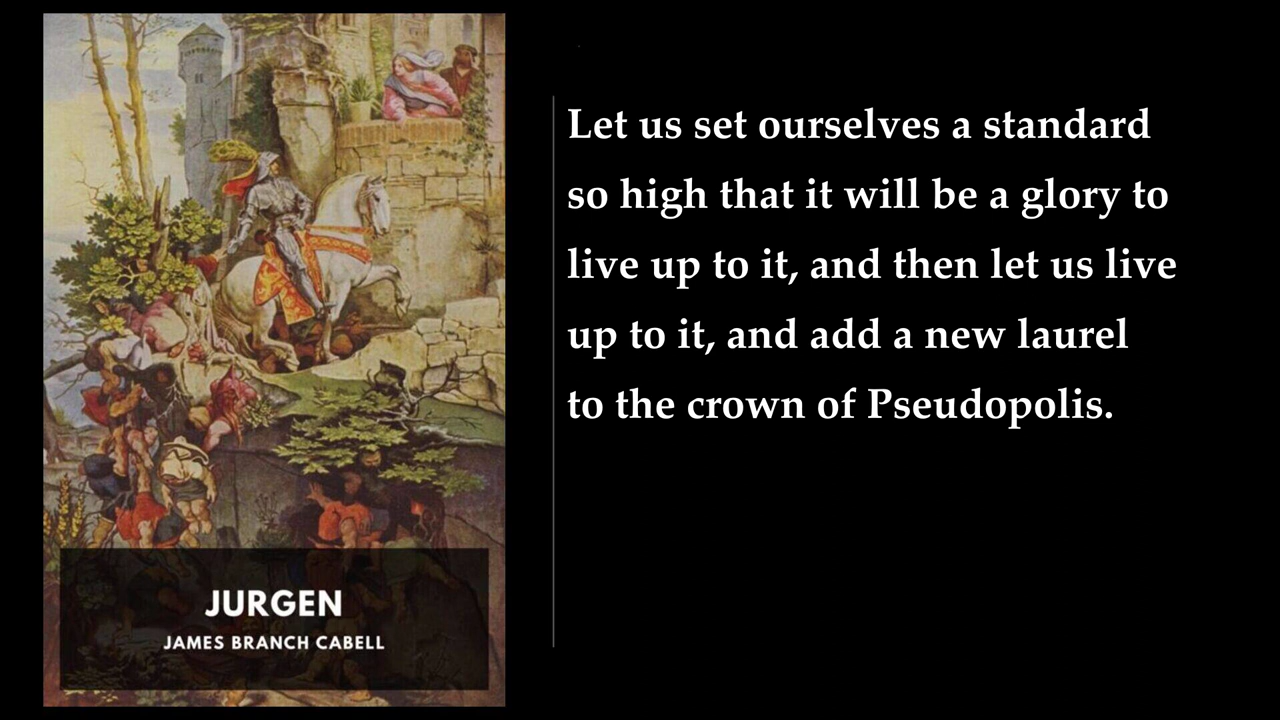 Let us set ourselves a standard
so high that it will be a glory to
live up to it, and then let us live
up to it, and add a new laurel
to the crown of Pseudopolis.
JURGEN
JAMES BRANCH CABELL